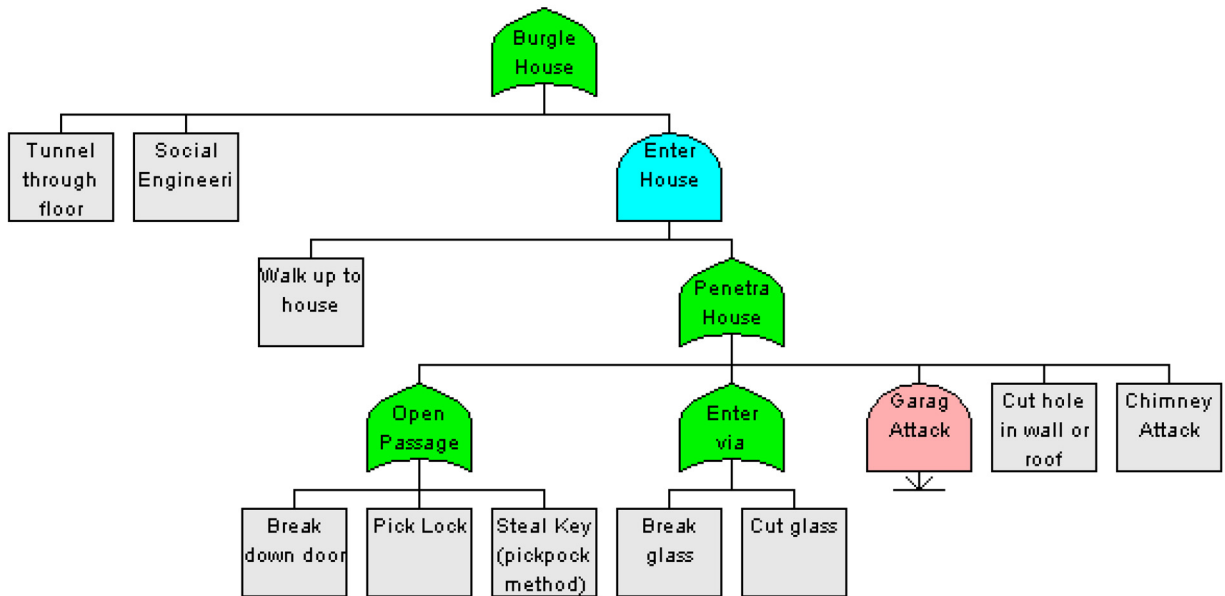 Burgle
House
Tunnel
through
floor
Social
Engineeri
Enter
House
Walk up to
house
Penetra
House
Open
Passage
Enter
via
Garag
Attack
Cut hole
in wall or
roof
Chimney
Attack
Break
down door
Pick Lock
Steal Key
(pickpock
method)
Break
glass
Cut glass